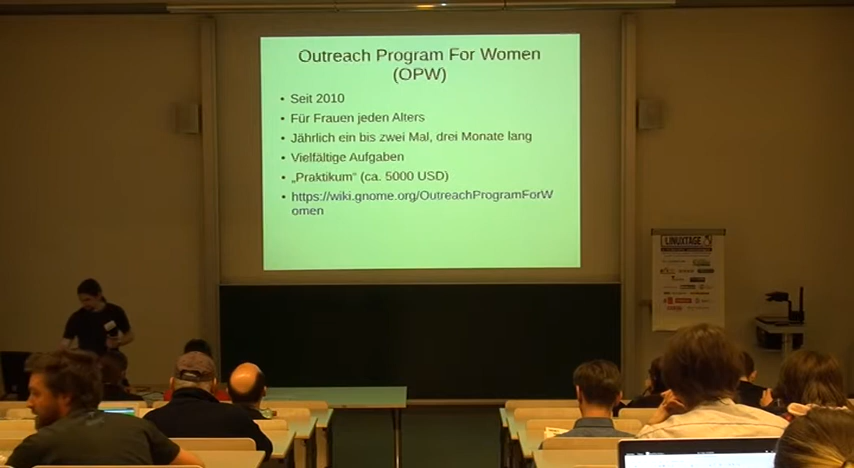 Outreach Program For Women
(OPW)
• Seit 2010
• Für Frauen jeden Alters
• Jährlich ein bis zwei Mal, drei Monate lang
• Vielfältige Aufgaben
• „Praktikum“ (ca. 5000 USD)
• https://wiki.gnome.org/OutreachProgramForW
omen
LINUXTAGE